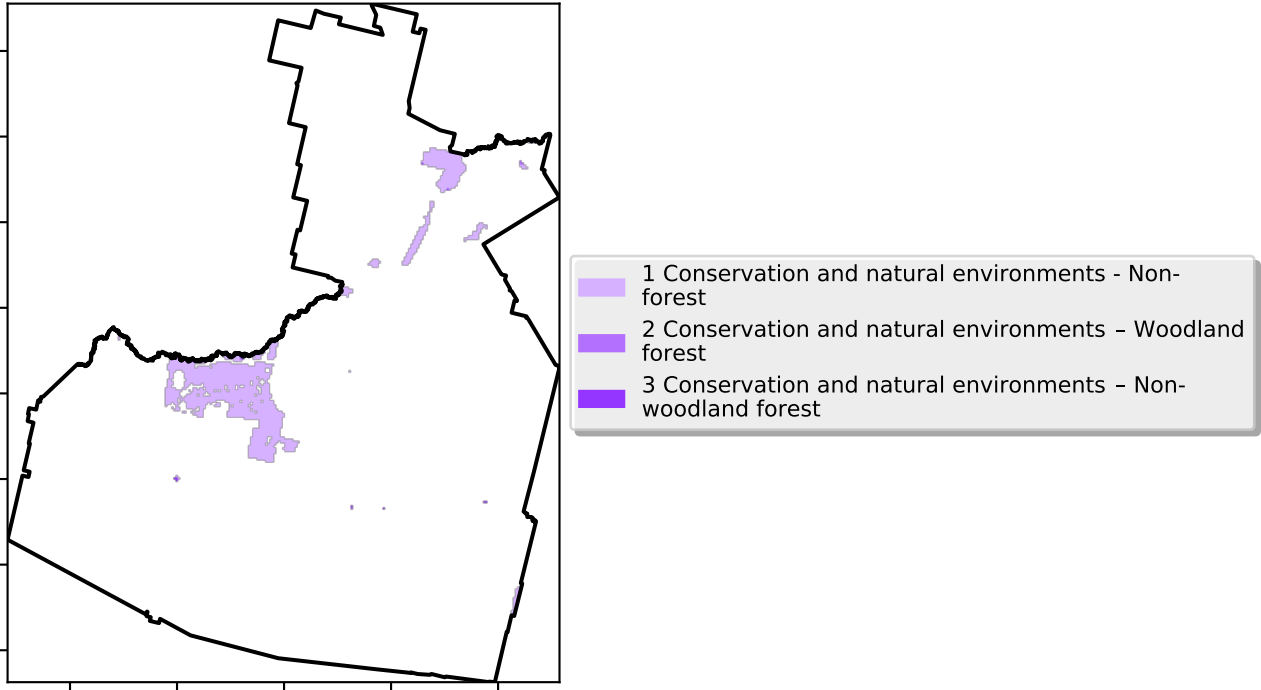 1 Conservation and natural environments - Non-
forest
2 Conservation and natural environments – Woodland
forest
3 Conservation and natural environments – Non-
woodland forest